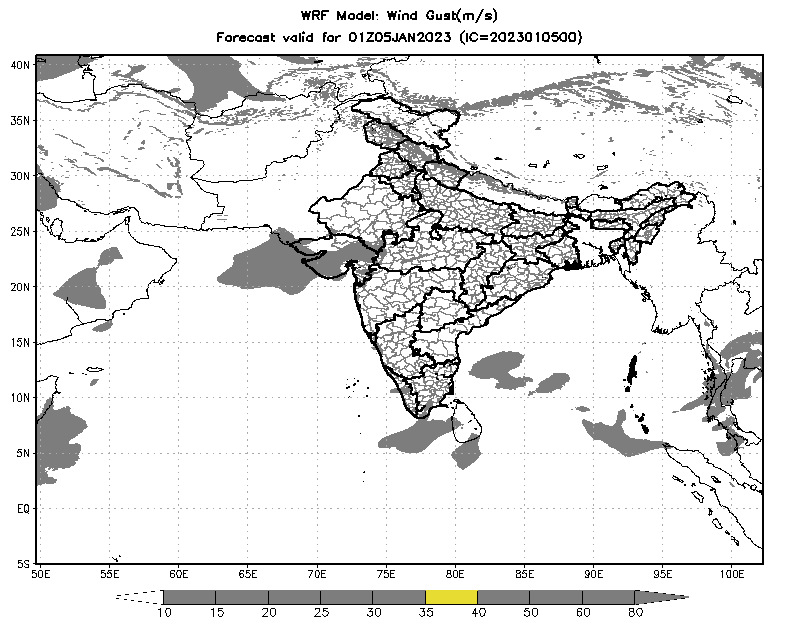 WRF Model: Wind Gust(m/s)
Forecast valid for 01Z05JAN2023 (IC=2023010500)
40N
35N
30N
25N
20N
15N
10N
5N
EQ
5S
50E 55E 60E 65E 70E 75E 80E 85E 90E 95E 100E
10 15 20 25 30 35 40 50 60 80